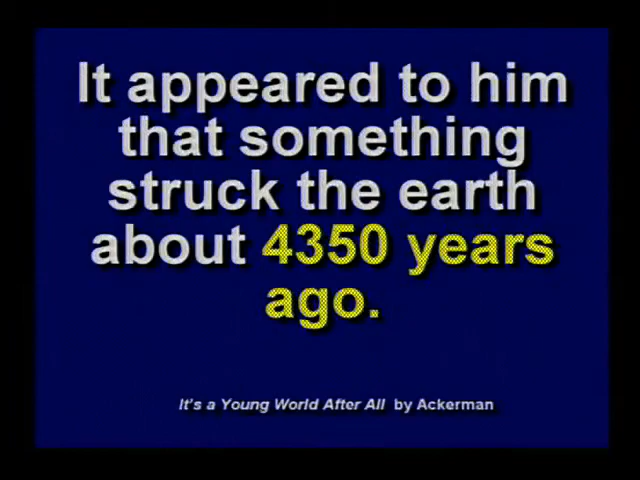 It appeared to him
that something
struck the earth
about 4350 years
ago.
It's a Young World After All by Ackerman